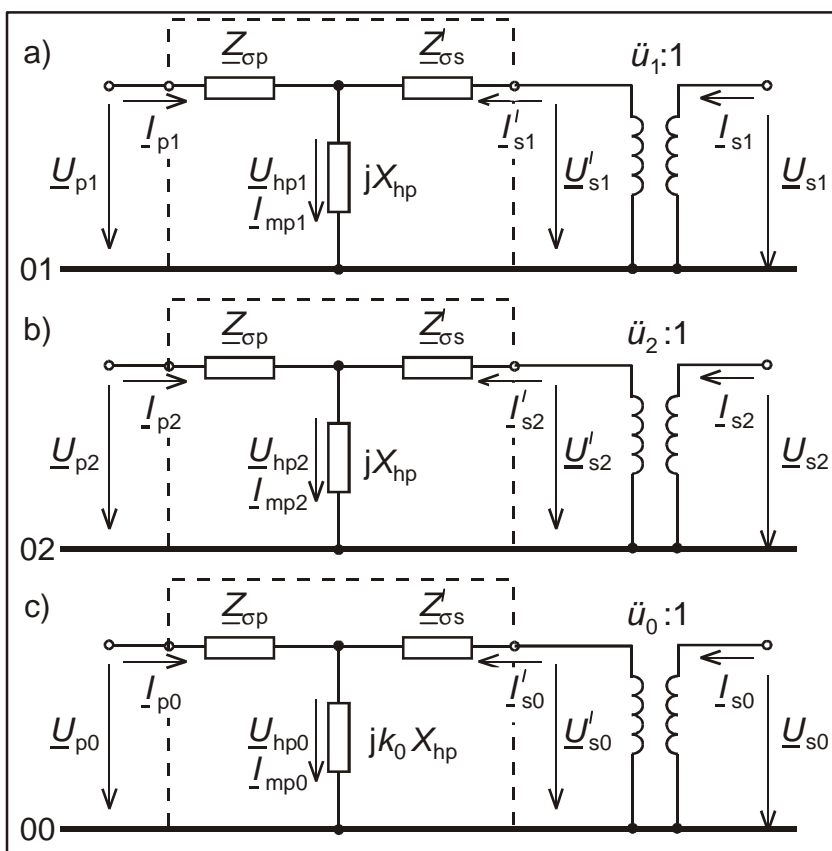 a)
Z_σp
Z'_σs
ü_1:1
I_p1
I'_s1
I_s1
U_p1
U_hp1
jX_hp
U'_s1
U_s1
I_mp1
01
b)
Z_σp
Z'_σs
ü_2:1
I_p2
I'_s2
I_s2
U_p2
U_hp2
jX_hp
U'_s2
U_s2
I_mp2
02
c)
Z_σp
Z'_σs
ü_0:1
I_p0
I'_s0
I_s0
U_p0
U_hp0
jk_0 X_hp
U'_s0
U_s0
I_mp0
00